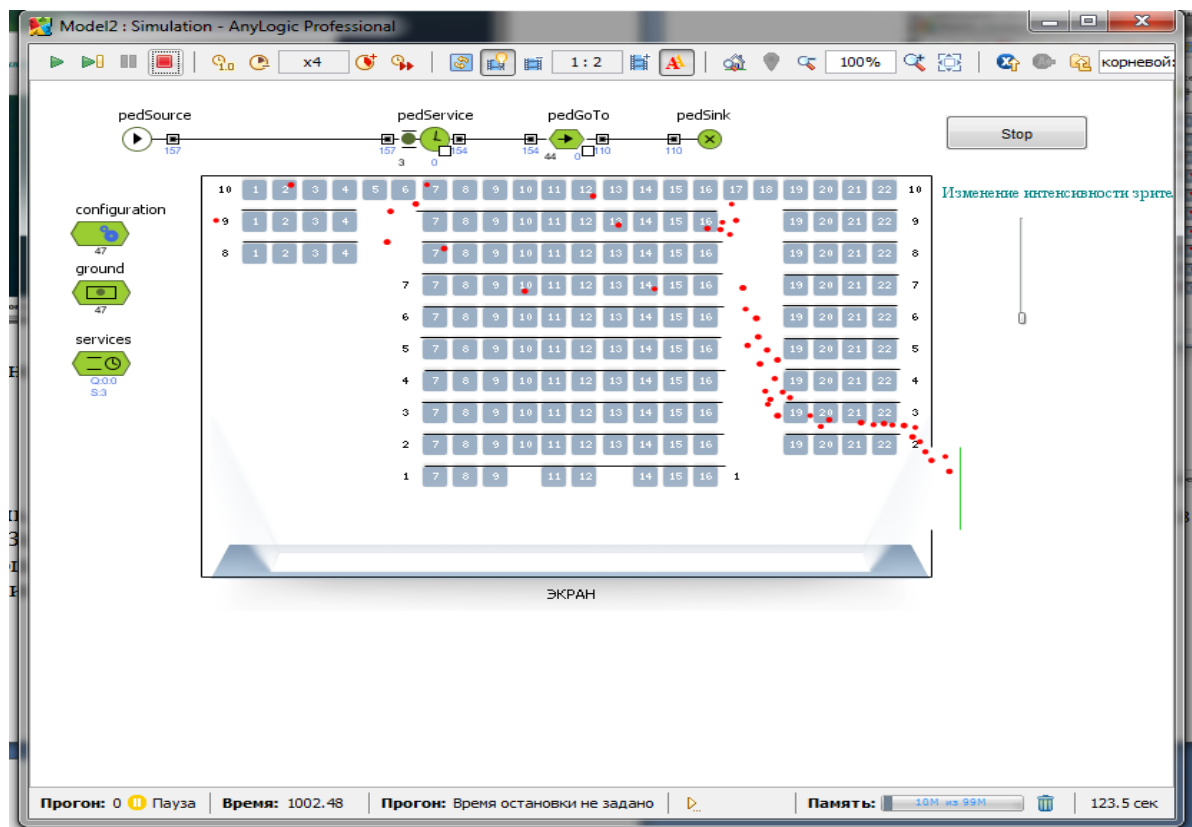 Model2 : Simulation - AnyLogic Professional
x4 1 : 2 100% корневой:
pedSource pedService pedGoTo pedSink
157 157 154 154 0 110 110
3 0 44
Stop
Изменение интенсивности зрите
configuration
47
ground
47
services
Q:0:0
S:3
10 1 2 3 4 5 6 7 8 9 10 11 12 13 14 15 16 17 18 19 20 21 22 10
9 1 2 3 4 7 8 9 10 11 12 13 14 15 16 19 20 21 22 9
8 1 2 3 4 7 8 9 10 11 12 13 14 15 16 19 20 21 22 8
7 7 8 9 10 11 12 13 14 15 16 19 20 21 22 7
6 7 8 9 10 11 12 13 14 15 16 19 20 21 22 6
5 7 8 9 10 11 12 13 14 15 16 19 20 21 22 5
4 7 8 9 10 11 12 13 14 15 16 19 20 21 22 4
3 7 8 9 10 11 12 13 14 15 16 19 20 21 22 3
2 7 8 9 10 11 12 13 14 15 16 19 20 21 22 2
1 7 8 9 11 12 14 15 16 1
ЭКРАН
Прогон: 0 Пауза Время: 1002.48 Прогон: Время остановки не задано Память: 10M из 99M 123.5 сек